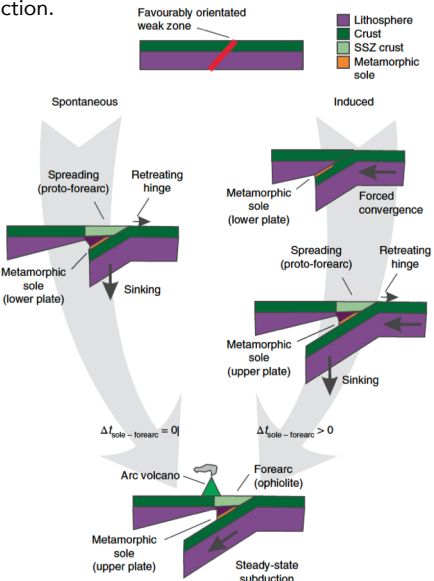 ction.
Favourably orientated
weak zone
Lithosphere
Crust
SSZ crust
Metamorphic
sole
Spontaneous
Induced
Spreading
(proto-forearc)
Retreating
hinge
Metamorphic
sole
(lower plate)
Sinking
Metamorphic
sole
(lower plate)
Forced
convergence
Spreading
(proto-forearc)
Retreating
hinge
Metamorphic
sole
(upper plate)
Sinking
Δt sole – forearc = 0|
Δt sole – forearc > 0
Arc volcano
Forearc
(ophiolite)
Metamorphic
sole
(upper plate)
Steady-state
subduction